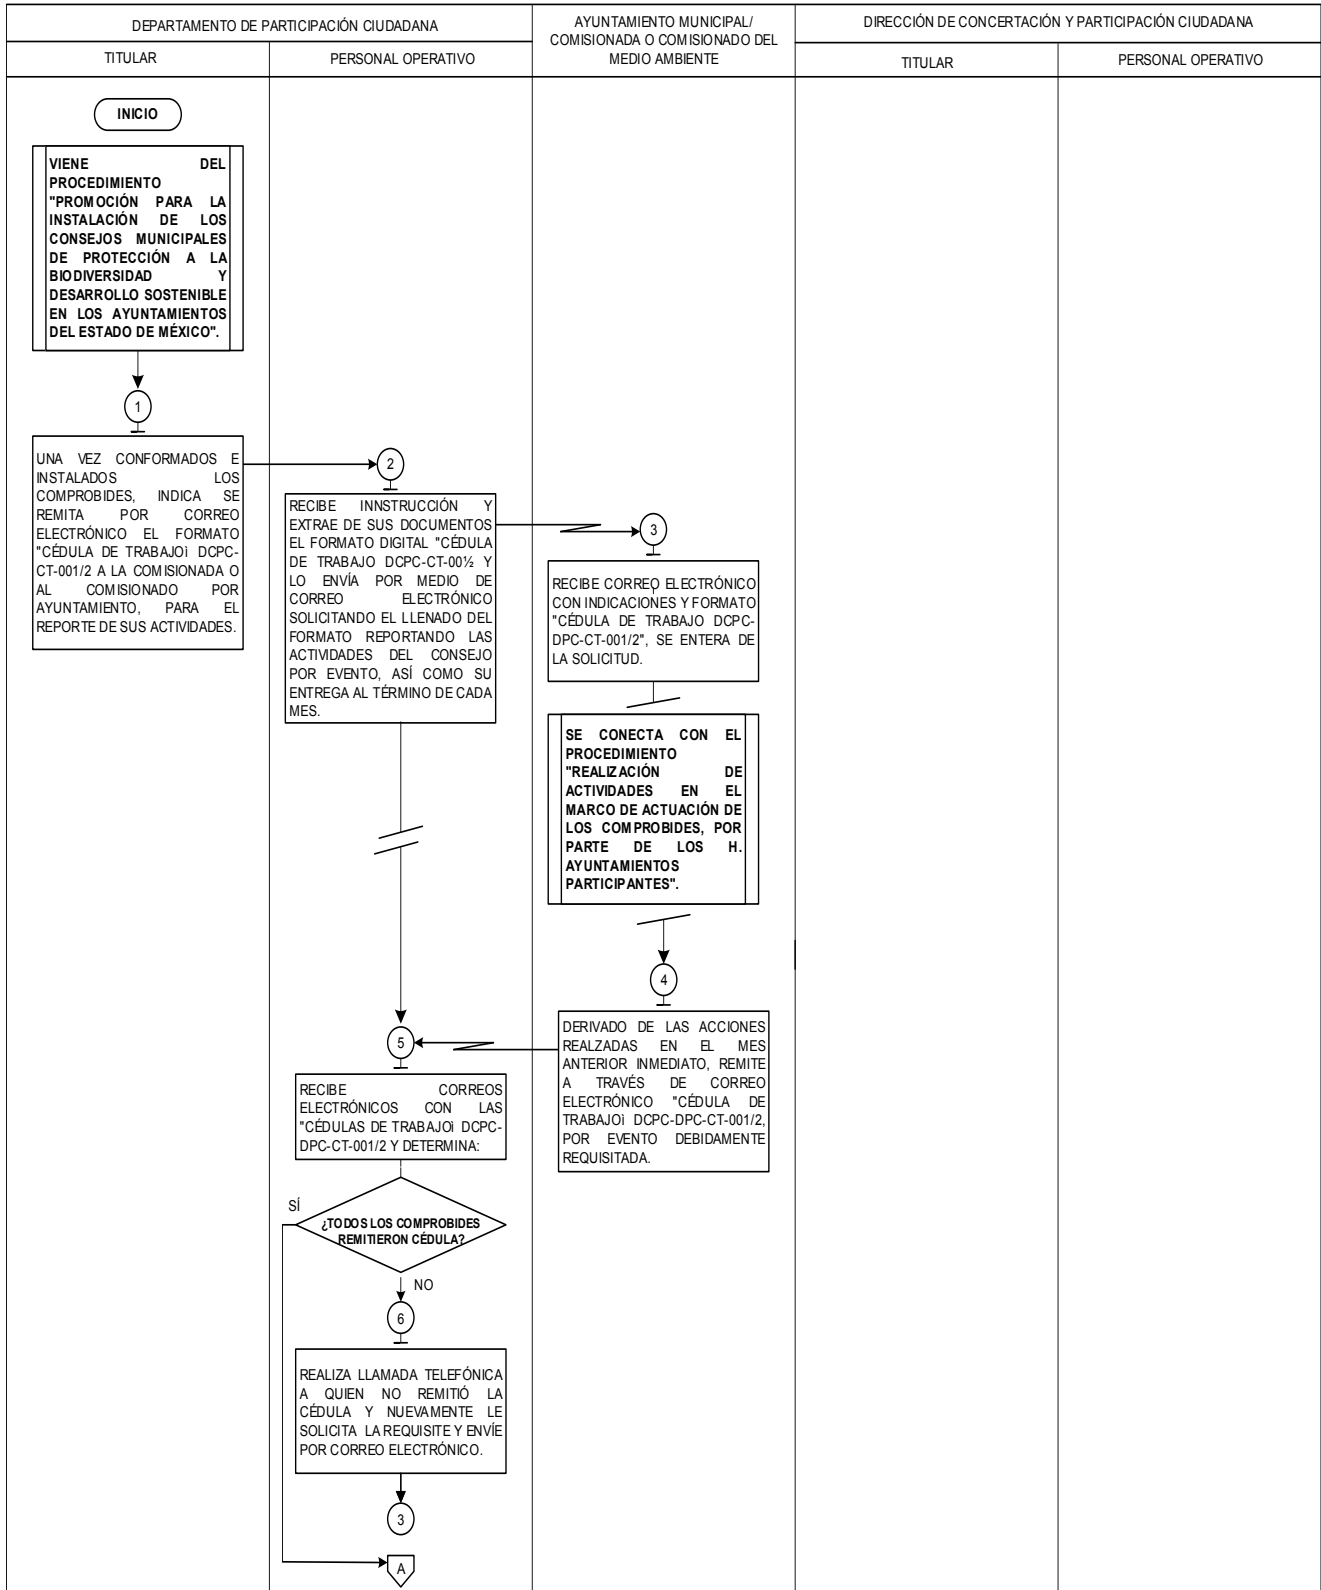 DEPARTAMENTO DE PARTICIPACIÓN CIUDADANA
AYUNTAMIENTO MUNICIPAL/
COMISIONADA O COMISIONADO DEL
MEDIO AMBIENTE
DIRECCIÓN DE CONCERTACIÓN Y PARTICIPACIÓN CIUDADANA
TITULAR
PERSONAL OPERATIVO
TITULAR
PERSONAL OPERATIVO
INICIO
VIENE DEL
PROCEDIMIENTO
"PROMOCIÓN PARA LA
INSTALACIÓN DE LOS
CONSEJOS MUNICIPALES
DE PROTECCIÓN A LA
BIODIVERSIDAD Y
DESARROLLO SOSTENIBLE
EN LOS AYUNTAMIENTOS
DEL ESTADO DE MÉXICO".
1
UNA VEZ CONFORMADOS E
INSTALADOS LOS
COMPROBIDES, INDICA SE
REMITA POR CORREO
ELECTRÓNICO EL FORMATO
"CÉDULA DE TRABAJOì DCPC-
CT-001/2 A LA COMISIONADA O
AL COMISIONADO POR
AYUNTAMIENTO, PARA EL
REPORTE DE SUS ACTIVIDADES.
2
RECIBE INNSTRUCCIÓN Y
EXTRAE DE SUS DOCUMENTOS
EL FORMATO DIGITAL "CÉDULA
DE TRABAJO DCPC-CT-00½ Y
LO ENVÍA POR MEDIO DE
CORREO ELECTRÓNICO
SOLICITANDO EL LLENADO DEL
FORMATO REPORTANDO LAS
ACTIVIDADES DEL CONSEJO
POR EVENTO, ASÍ COMO SU
ENTREGA AL TÉRMINO DE CADA
MES.
3
RECIBE CORREO ELECTRÓNICO
CON INDICACIONES Y FORMATO
"CÉDULA DE TRABAJO DCPC-
DPC-CT-001/2", SE ENTERA DE
LA SOLICITUD.
SE CONECTA CON EL
PROCEDIMIENTO
"REALIZACIÓN DE
ACTIVIDADES EN EL
MARCO DE ACTUACIÓN DE
LOS COMPROBIDES, POR
PARTE DE LOS H.
AYUNTAMIENTOS
PARTICIPANTES".
4
DERIVADO DE LAS ACCIONES
REALZADAS EN EL MES
ANTERIOR INMEDIATO, REMITE
A TRAVÉS DE CORREO
ELECTRÓNICO "CÉDULA DE
TRABAJOì DCPC-DPC-CT-001/2,
POR EVENTO DEBIDAMENTE
REQUISITADA.
5
RECIBE CORREOS
ELECTRÓNICOS CON LAS
"CÉDULAS DE TRABAJOì DCPC-
DPC-CT-001/2 Y DETERMINA:
SÍ
¿TODOS LOS COMPROBIDES
REMITIERON CÉDULA?
NO
6
REALIZA LLAMADA TELEFÓNICA
A QUIEN NO REMITIÓ LA
CÉDULA Y NUEVAMENTE LE
SOLICITA LA REQUISITE Y ENVÍE
POR CORREO ELECTRÓNICO.
3
A